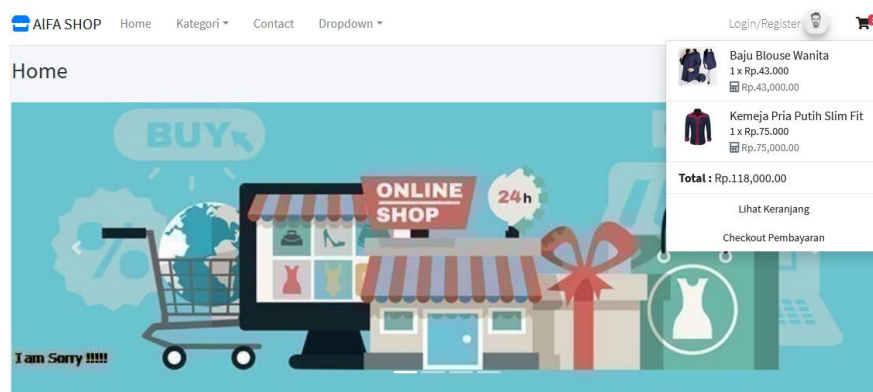 AlFA SHOP
Home
Kategori
Contact
Dropdown
Login/Register
Home
Baju Blouse Wanita
1 x Rp.43.000
Rp.43,000.00
Kemeja Pria Putih Slim Fit
1 x Rp.75.000
Rp.75,000.00
Total : Rp.118,000.00
Lihat Keranjang
Checkout Pembayaran
BUY
ONLINE
SHOP
24h
I am Sorry !!!!!